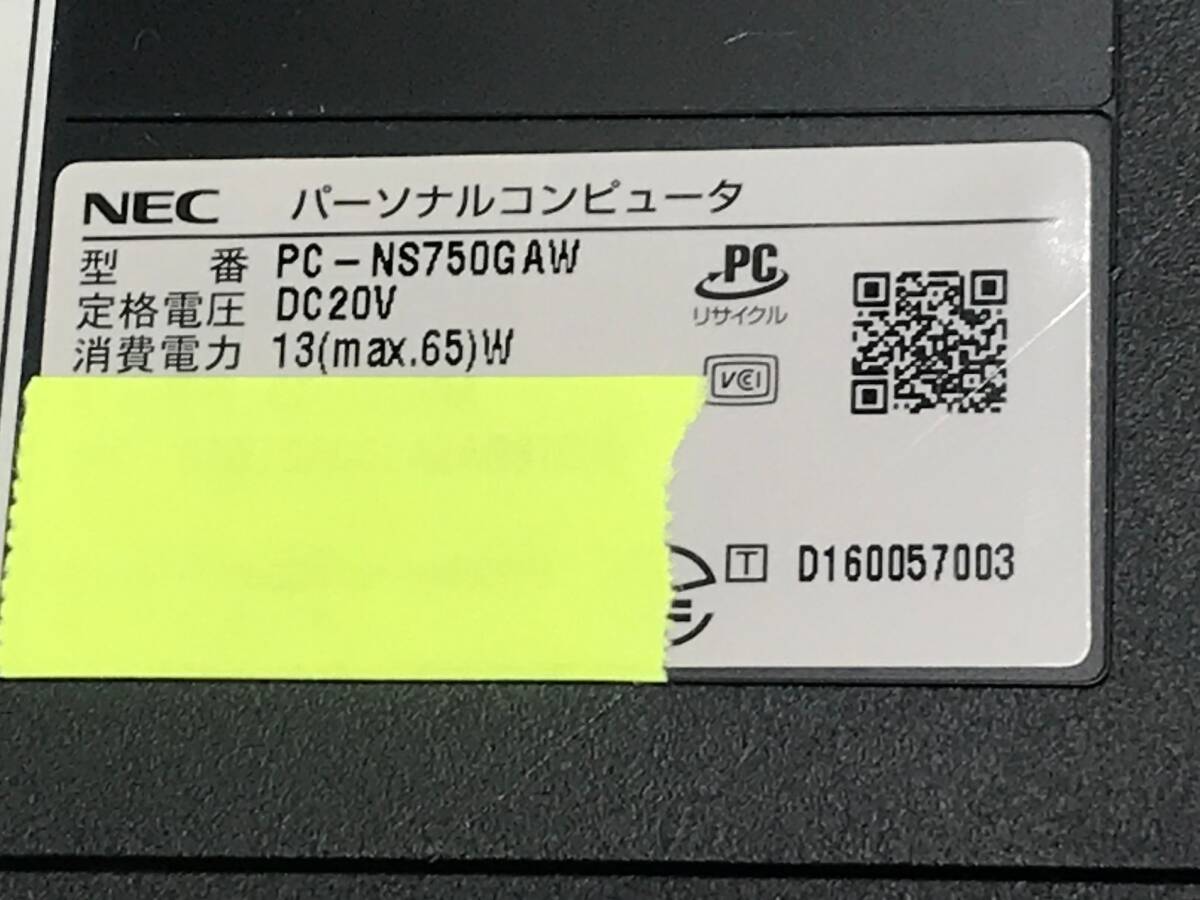 NEC パーソナルコンピュータ
型 番 PC-NS750GAW
定格電圧 DC20V
消費電力 13(max.65)W
PC
リサイクル
VCCI
T D160057003